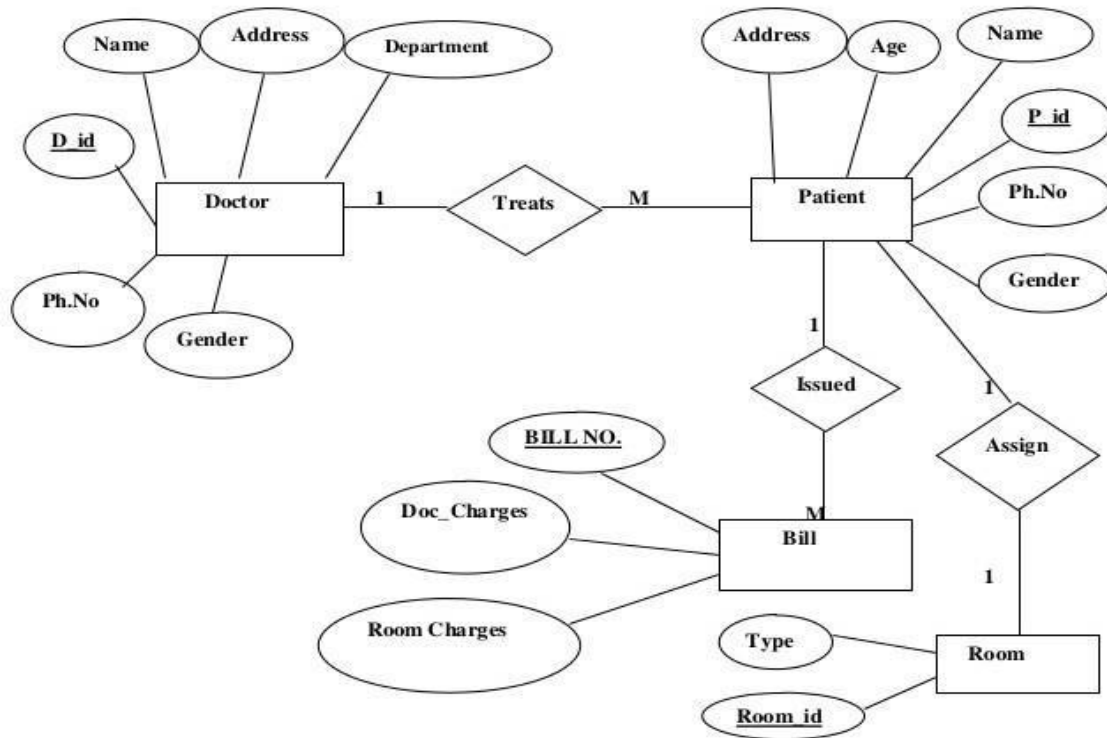 Name
Address
Department
Address
Age
Name
D_id
P_id
Doctor
1
Treats
M
Patient
Ph.No
Ph.No
Gender
Gender
1
Issued
1
Assign
BILL NO.
Doc_Charges
M
Bill
1
Room Charges
Type
Room
Room_id